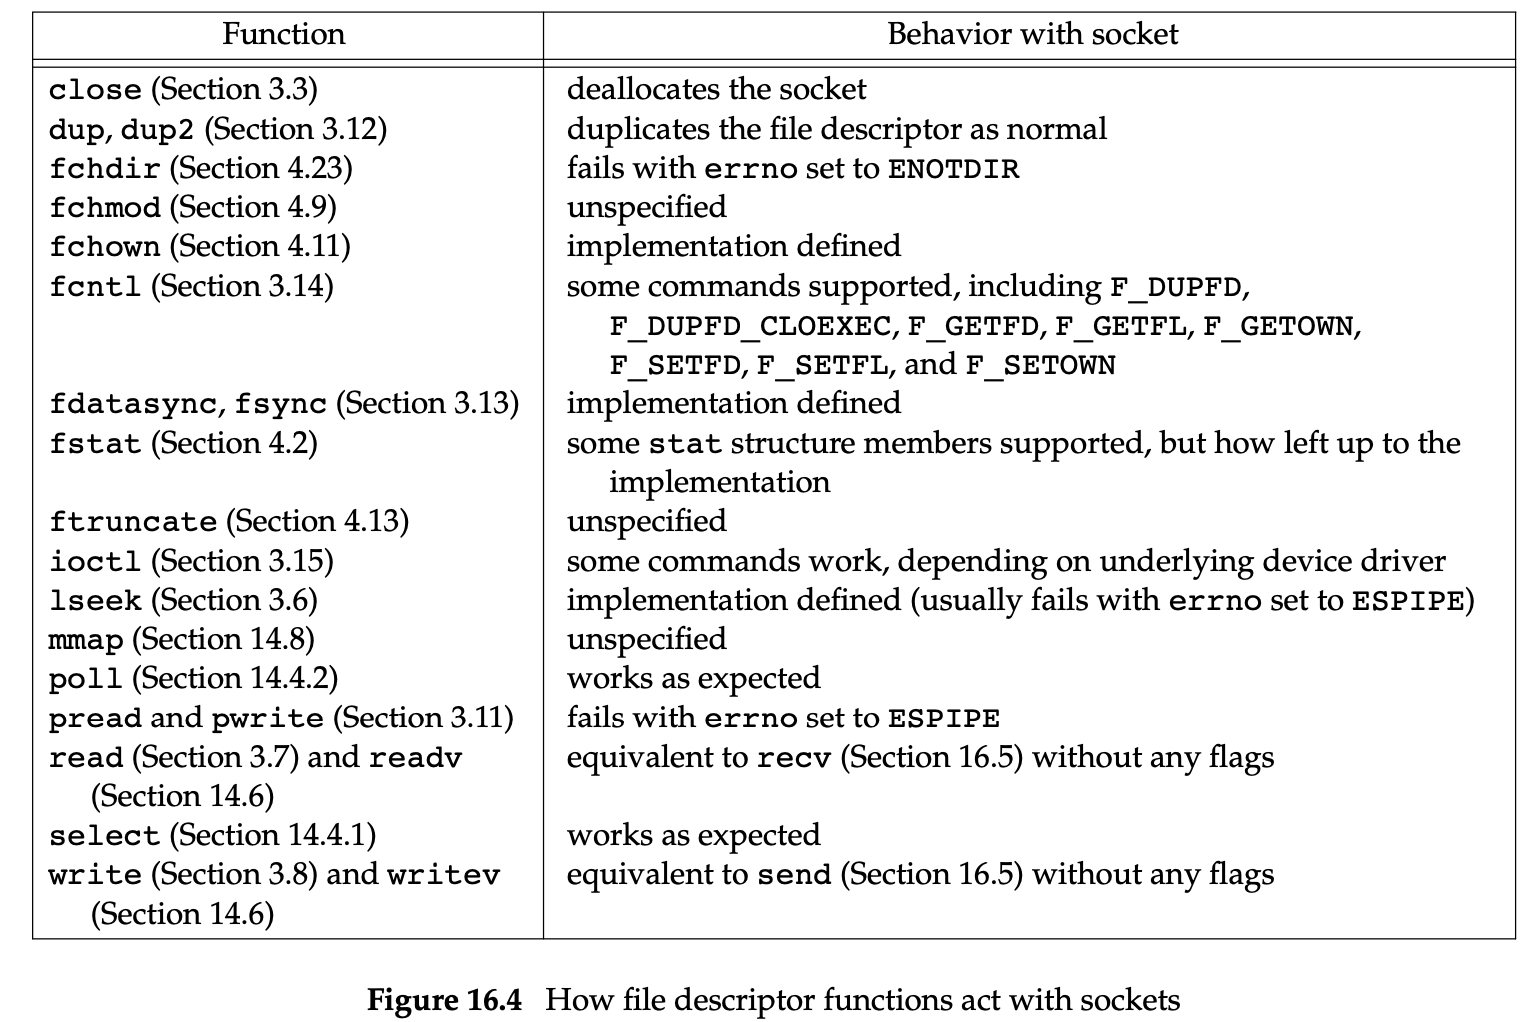 Function Behavior with socket
close (Section 3.3) deallocates the socket
dup, dup2 (Section 3.12) duplicates the file descriptor as normal
fchdir (Section 4.23) fails with errno set to ENOTDIR
fchmod (Section 4.9) unspecified
fchown (Section 4.11) implementation defined
fcntl (Section 3.14) some commands supported, including F_DUPFD,
F_DUPFD_CLOEXEC, F_GETFD, F_GETFL, F_GETOWN,
F_SETFD, F_SETFL, and F_SETOWN
fdatasync, fsync (Section 3.13) implementation defined
fstat (Section 4.2) some stat structure members supported, but how left up to the
implementation
ftruncate (Section 4.13) unspecified
ioctl (Section 3.15) some commands work, depending on underlying device driver
lseek (Section 3.6) implementation defined (usually fails with errno set to ESPIPE)
mmap (Section 14.8) unspecified
poll (Section 14.4.2) works as expected
pread and pwrite (Section 3.11) fails with errno set to ESPIPE
read (Section 3.7) and readv equivalent to recv (Section 16.5) without any flags
(Section 14.6)
select (Section 14.4.1) works as expected
write (Section 3.8) and writev equivalent to send (Section 16.5) without any flags
(Section 14.6)
Figure 16.4 How file descriptor functions act with sockets